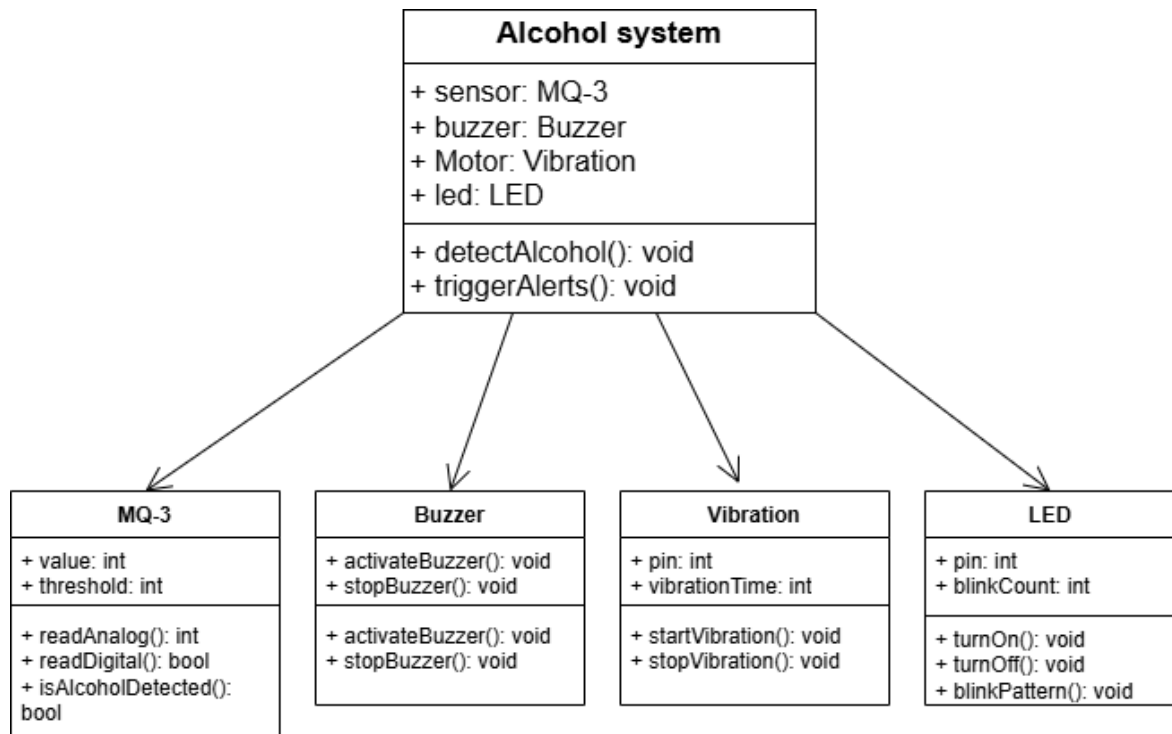 Alcohol system
+ sensor: MQ-3
+ buzzer: Buzzer
+ Motor: Vibration
+ led: LED
+ detectAlcohol(): void
+ triggerAlerts(): void
MQ-3
+ value: int
+ threshold: int
+ readAnalog(): int
+ readDigital(): bool
+ isAlcoholDetected():
bool
Buzzer
+ activateBuzzer(): void
+ stopBuzzer(): void
+ activateBuzzer(): void
+ stopBuzzer(): void
Vibration
+ pin: int
+ vibrationTime: int
+ startVibration(): void
+ stopVibration(): void
LED
+ pin: int
+ blinkCount: int
+ turnOn(): void
+ turnOff(): void
+ blinkPattern(): void